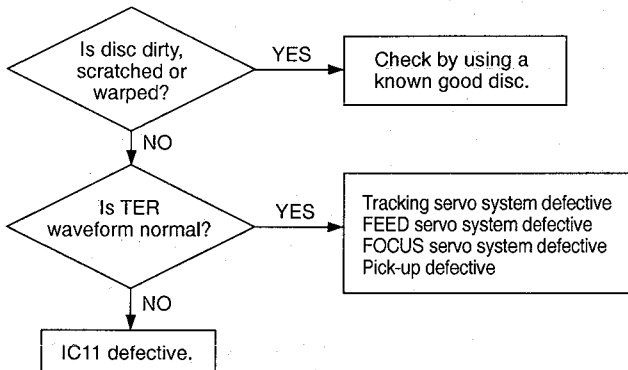 Is disc dirty,
scratched or
warped?
YES
Check by using a
known good disc.
NO
Is TER
waveform normal?
YES
Tracking servo system defective
FEED servo system defective
FOCUS servo system defective
Pick-up defective
NO
IC11 defective.